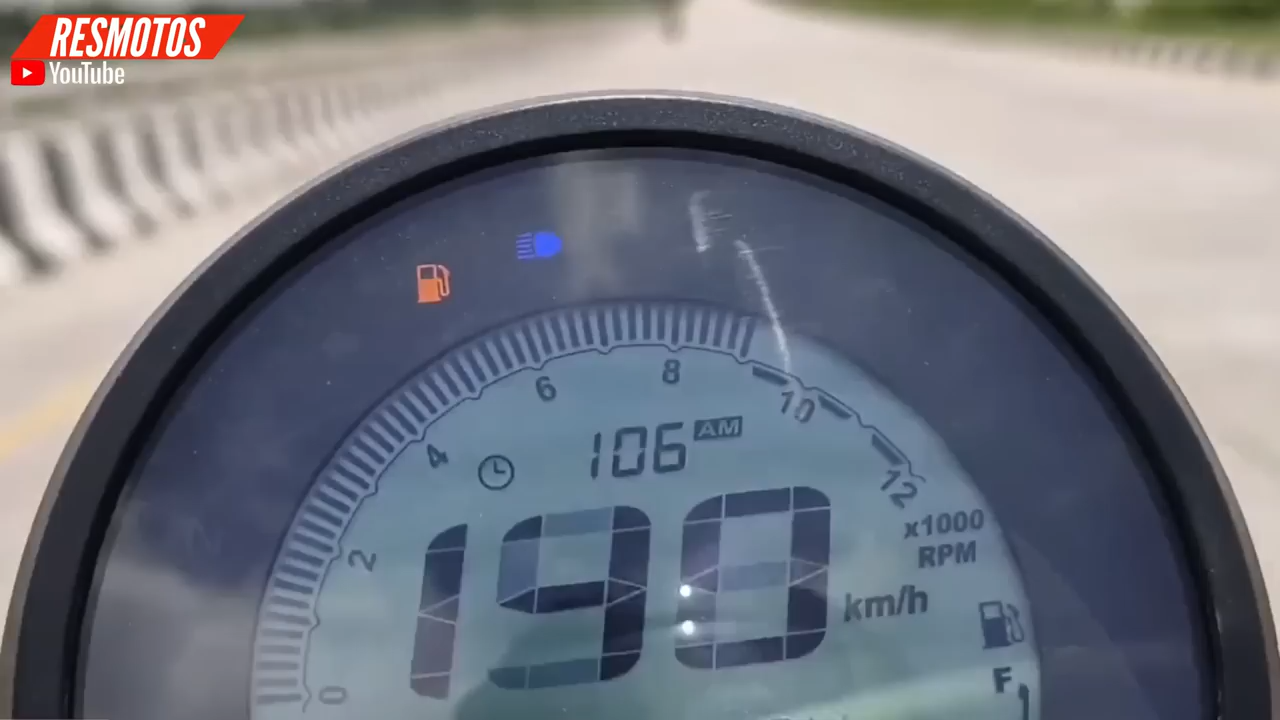 RESMOTOS
YouTube
0
2
4
6
8
10
12
x1000
RPM
106 AM
190 km/h
F